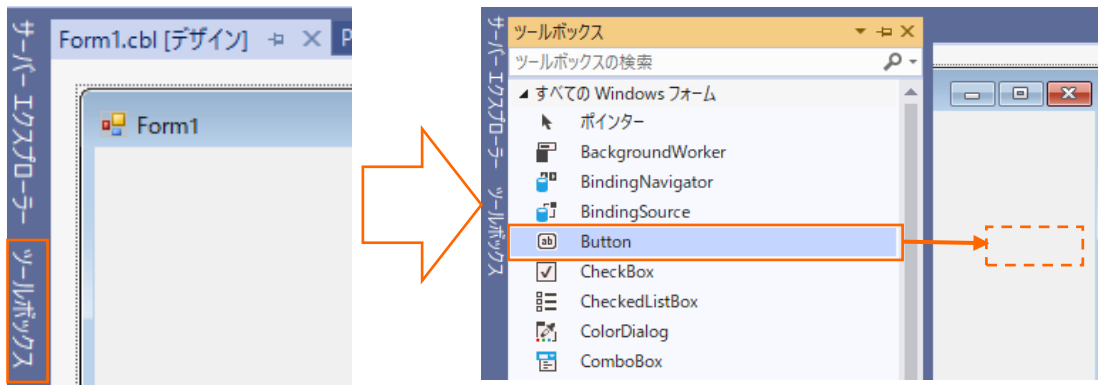 サーバー エクスプローラー
ツールボックス
Form1.cbl [デザイン]
P
Form1
サーバー エクスプローラー
ツールボックス
ツールボックス
ツールボックスの検索
すべての Windows フォーム
ポインター
BackgroundWorker
BindingNavigator
BindingSource
ab
Button
CheckBox
CheckedListBox
ColorDialog
ComboBox